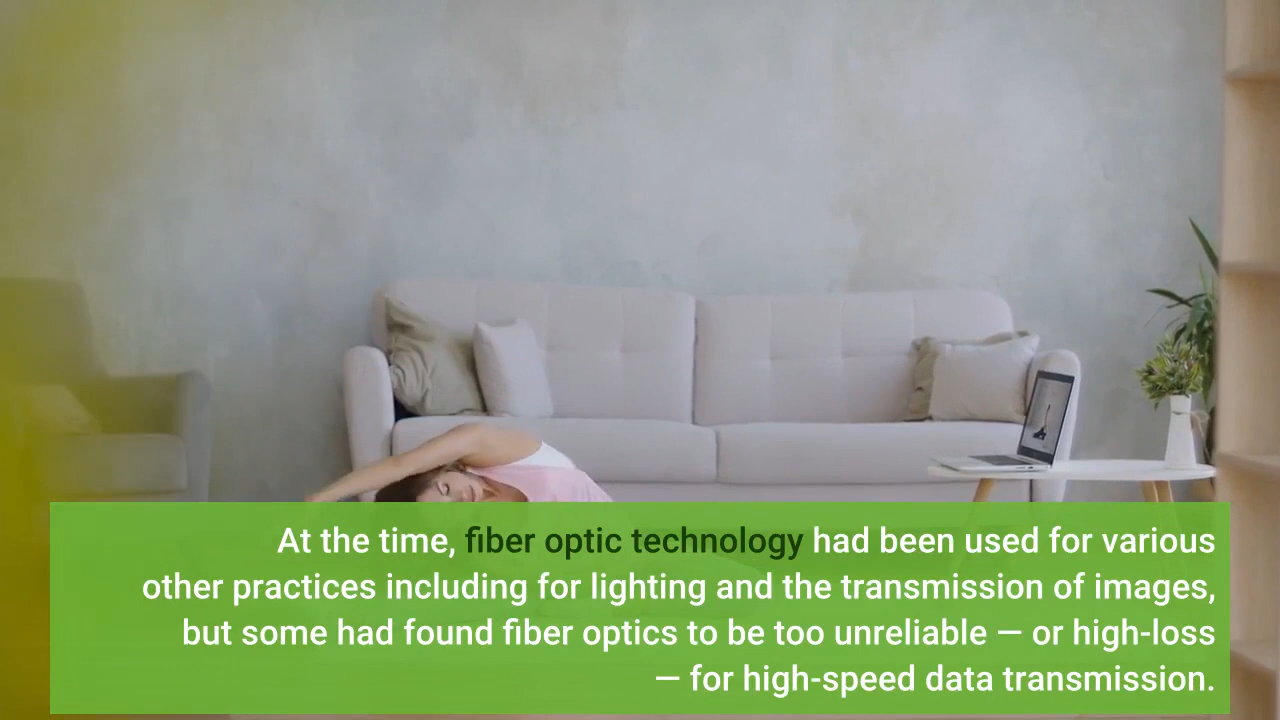 At the time, fiber optic technology had been used for various
other practices including for lighting and the transmission of images,
but some had found fiber optics to be too unreliable — or high-loss
— for high-speed data transmission.